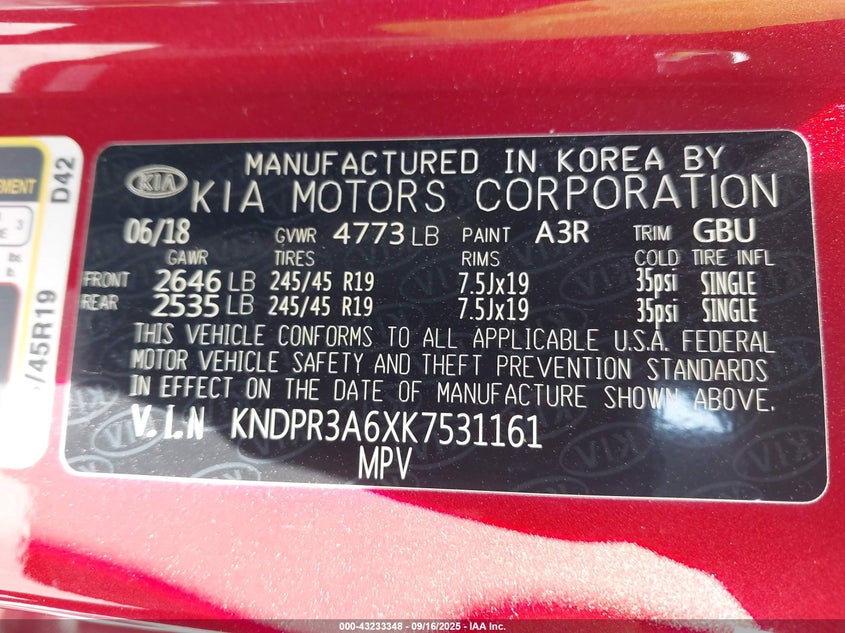 MANUFACTURED IN KOREA BY
KIA
KIA MOTORS CORPORATION
06/18 GVWR 4773 LB PAINT A3R TRIM GBU
GAWR TIRES RIMS COLD TIRE INFL
FRONT 2646 LB 245/45 R19 7.5Jx19 35psi SINGLE
REAR 2535 LB 245/45 R19 7.5Jx19 35psi SINGLE
THIS VEHICLE CONFORMS TO ALL APPLICABLE U.S.A. FEDERAL
MOTOR VEHICLE SAFETY AND THEFT PREVENTION STANDARDS
IN EFFECT ON THE DATE OF MANUFACTURE SHOWN ABOVE.
V.I.N KNDPR3A6XK7531161
MPV
D42
/45R19
3
000-43233348 - 09/16/2025 - IAA Inc.